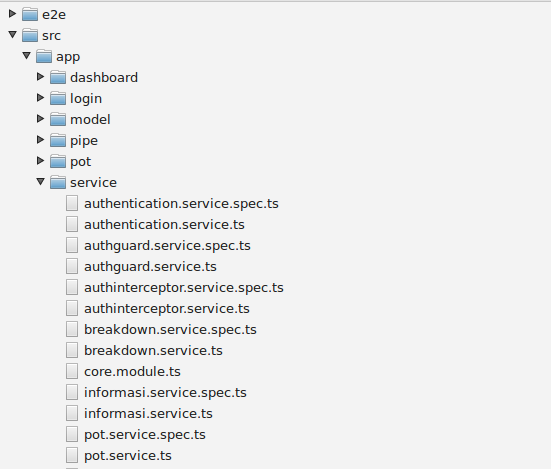 e2e
src
app
dashboard
login
model
pipe
pot
service
authentication.service.spec.ts
authentication.service.ts
authguard.service.spec.ts
authguard.service.ts
authinterceptor.service.spec.ts
authinterceptor.service.ts
breakdown.service.spec.ts
breakdown.service.ts
core.module.ts
informasi.service.spec.ts
informasi.service.ts
pot.service.spec.ts
pot.service.ts